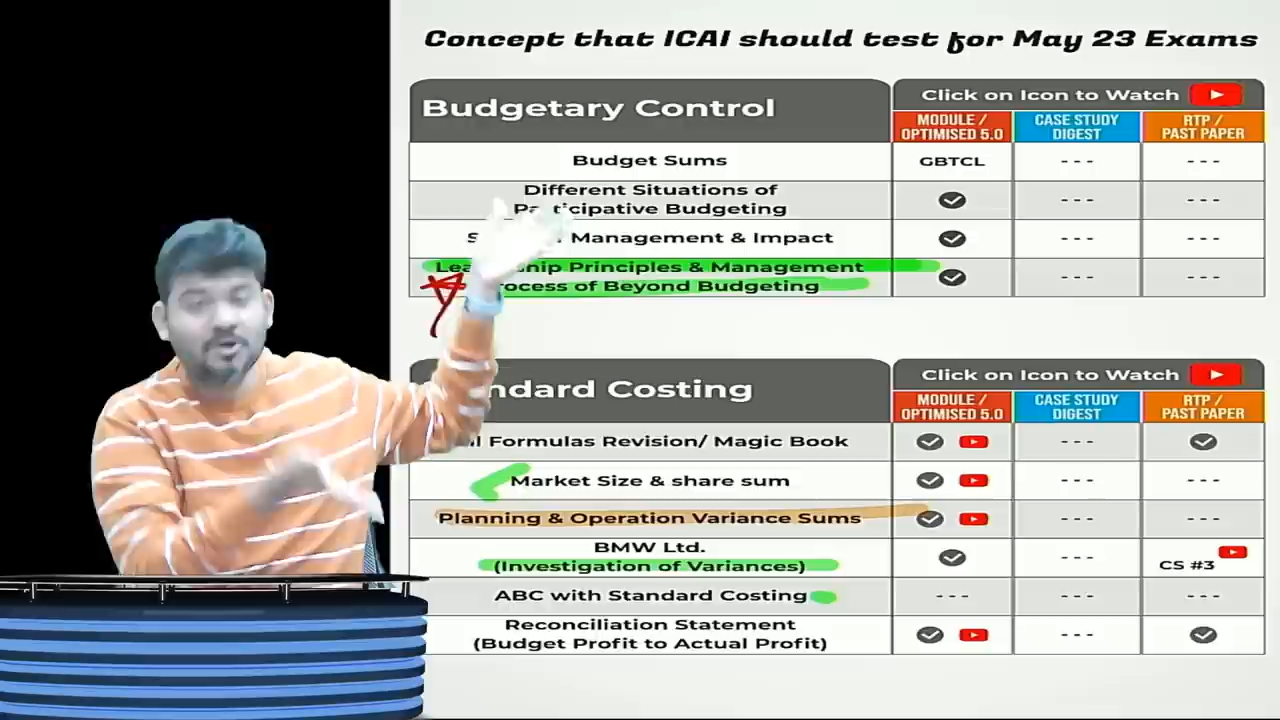 Concept that ICAI should test for May 23 Exams
Budgetary Control
Click on Icon to Watch
MODULE / OPTIMISED 5.0
CASE STUDY DIGEST
RTP / PAST PAPER
Budget Sums
GBTCL
- - -
- - -
Different Situations of
Participative Budgeting
- - -
- - -
Management & Impact
- - -
- - -
Principles & Management
of Beyond Budgeting
- - -
- - -
Costing
Click on Icon to Watch
MODULE / OPTIMISED 5.0
CASE STUDY DIGEST
RTP / PAST PAPER
Formulas Revision/ Magic Book
- - -
Market Size & share sum
- - -
- - -
Planning & Operation Variance Sums
- - -
- - -
BMW Ltd.
(Investigation of Variances)
- - -
CS #3
ABC with Standard Costing
- - -
- - -
- - -
Reconciliation Statement
(Budget Profit to Actual Profit)
- - -